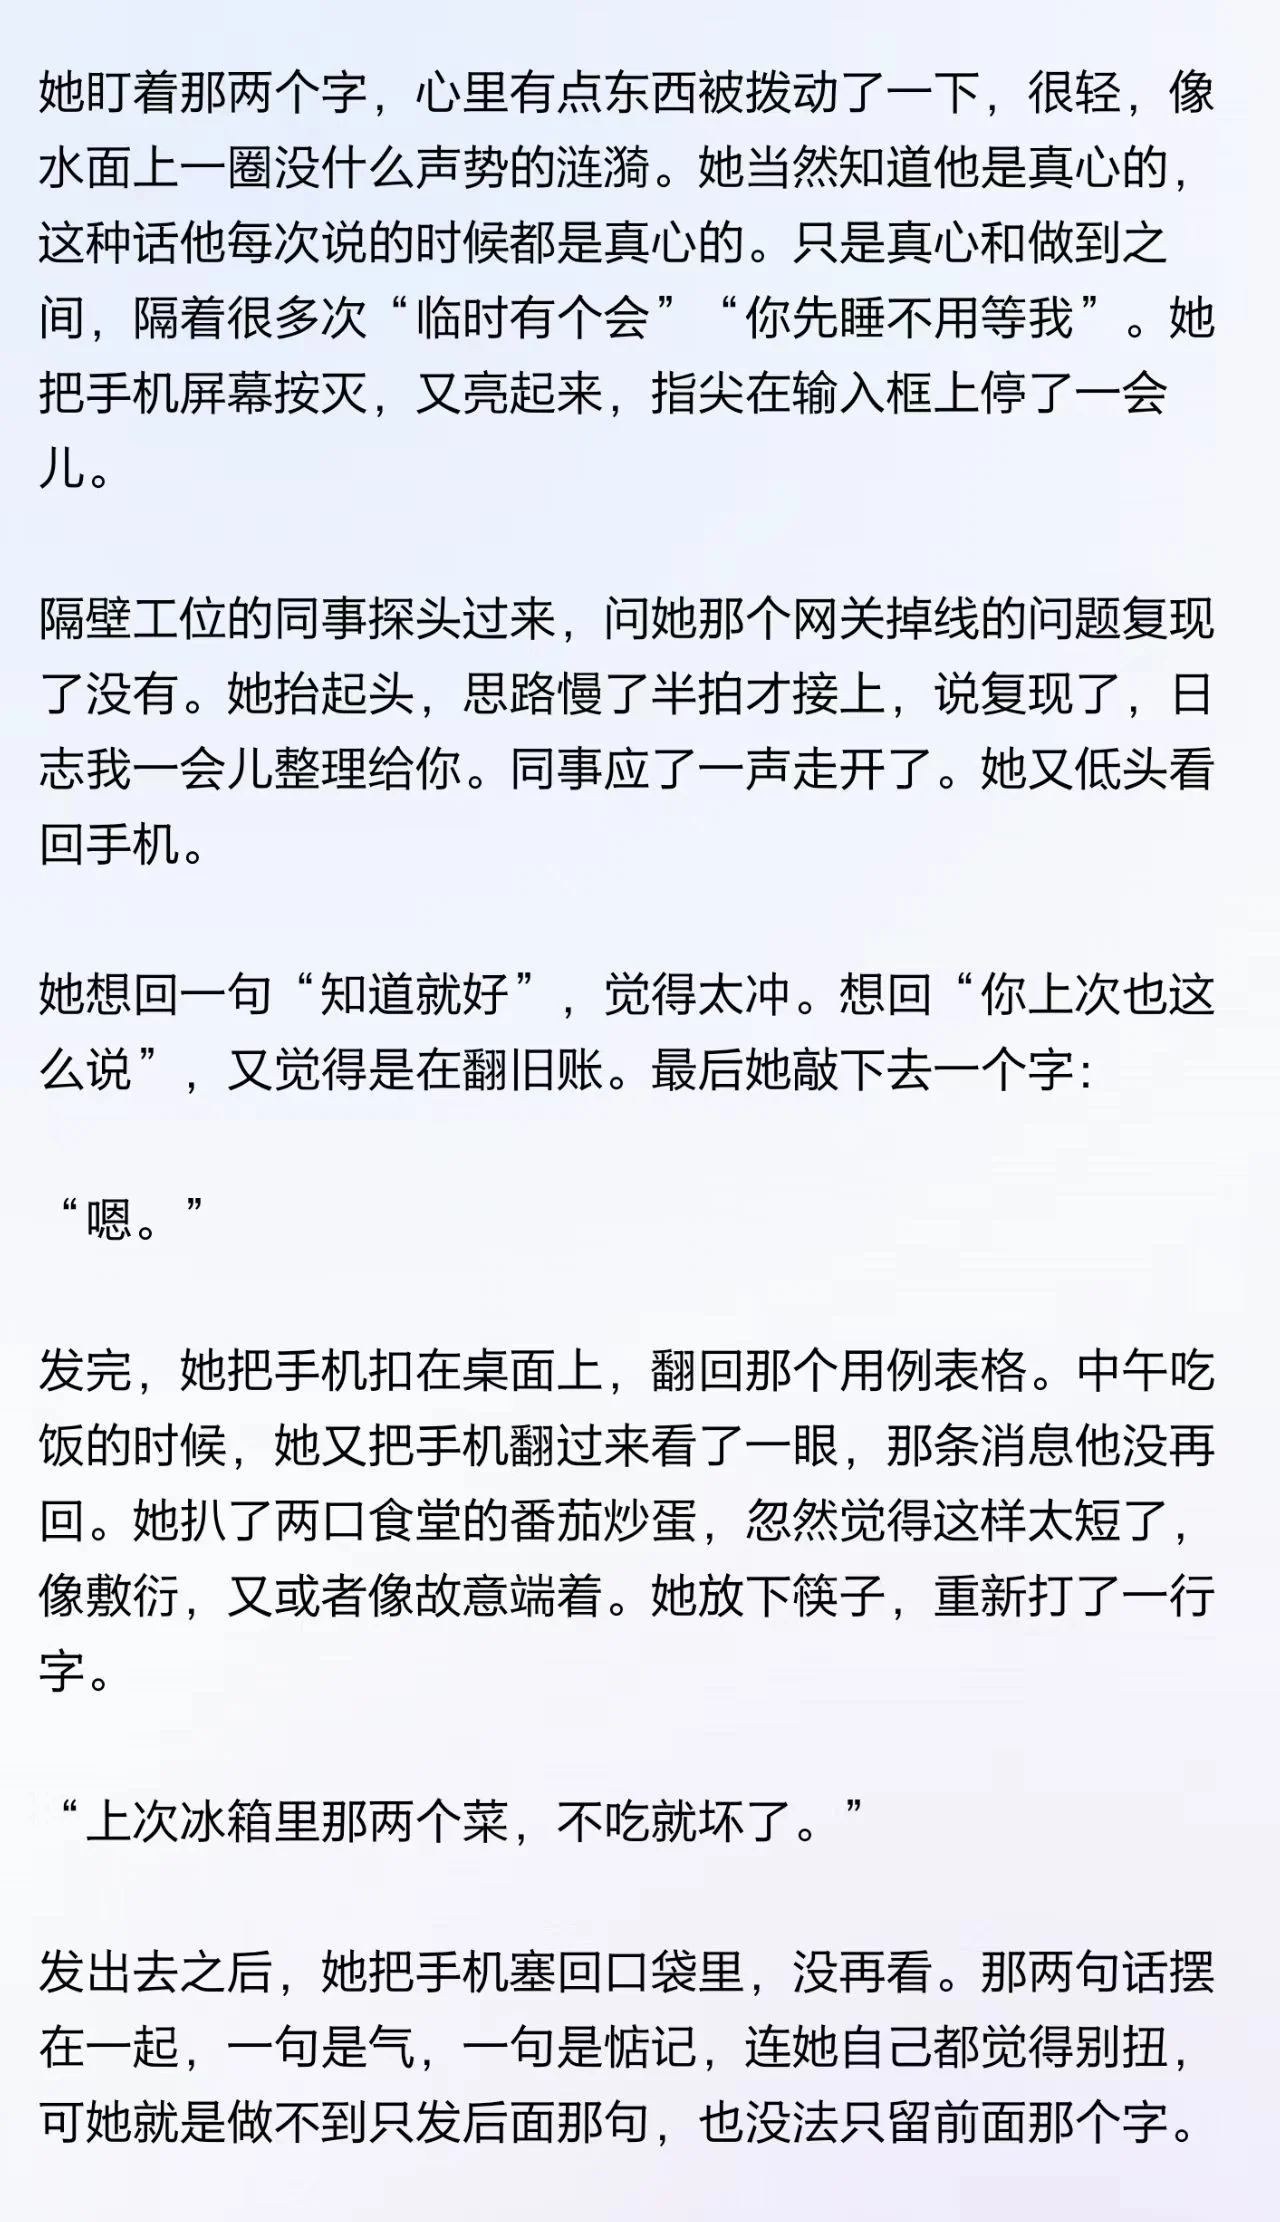 她盯着那两个字，心里有点东西被拨动了一下，很轻，像
水面上一圈没什么声势的涟漪。她当然知道他是真心的，
这种话他每次说的时候都是真心的。只是真心和做到之
间，隔着很多次“临时有个会”“你先睡不用等我”。她
把手机屏幕按灭，又亮起来，指尖在输入框上停了一会
儿。
隔壁工位的同事探头过来，问她那个网关掉线的问题复现
了没有。她抬起头，思路慢了半拍才接上，说复现了，日
志我一会儿整理给你。同事应了一声走开了。她又低头看
回手机。
她想回一句“知道就好”，觉得太冲。想回“你上次也这
么说”，又觉得是在翻旧账。最后她敲下去一个字：
“嗯。”
发完，她把手机扣在桌面上，翻回那个用例表格。中午吃
饭的时候，她又把手机翻过来看了一眼，那条消息他没再
回。她扒了两口食堂的番茄炒蛋，忽然觉得这样太短了，
像敷衍，又或者像故意端着。她放下筷子，重新打了一行
字。
“上次冰箱里那两个菜，不吃就坏了。”
发出去之后，她把手机塞回口袋里，没再看。那两句话摆
在一起，一句是气，一句是惦记，连她自己都觉得别扭，
可她就是做不到只发后面那句，也没法只留前面那个字。